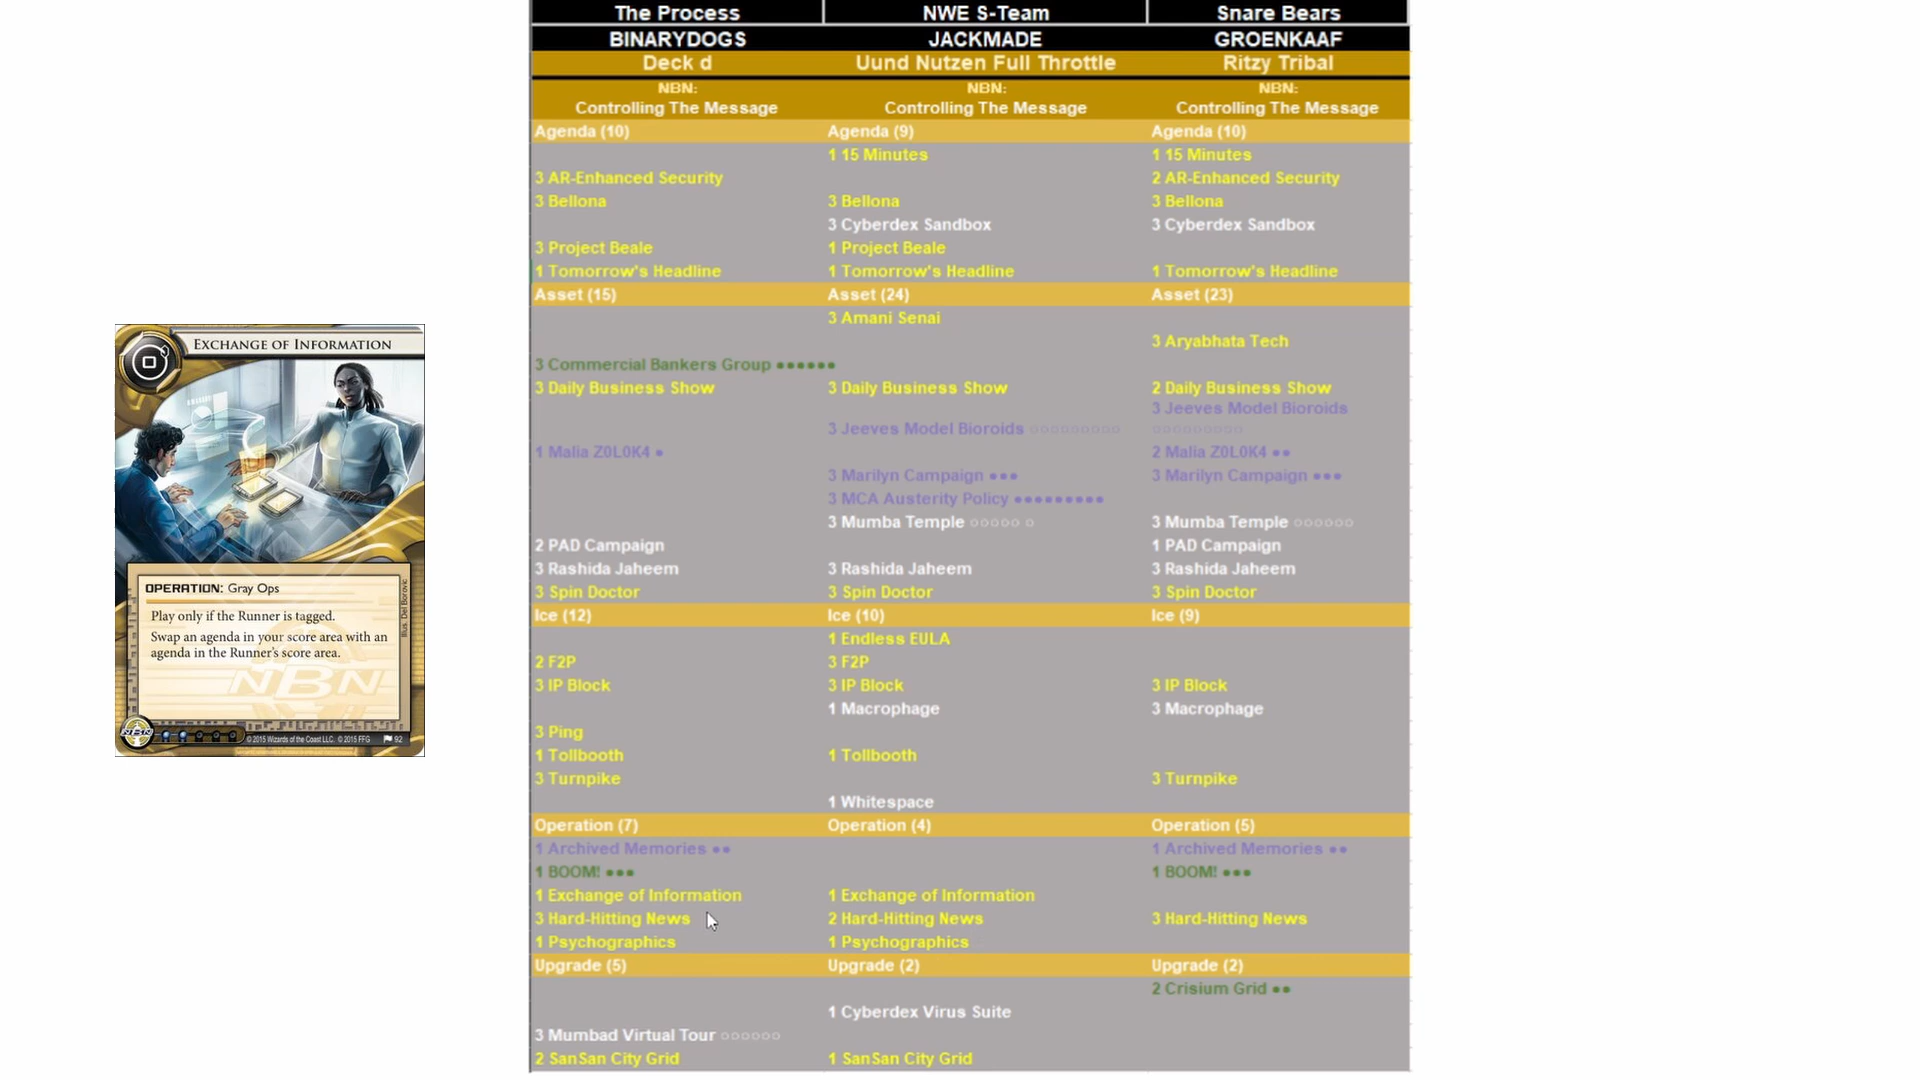 EXCHANGE OF INFORMATION
OPERATION: Gray Ops
Play only if the Runner is tagged.
Swap an agenda in your score area with an
agenda in the Runner's score area.
NBN
Illus. Del Borovic
NBN
© 2015 Wizards of the Coast LLC. © 2015 FFG
92
The Process
NWE S-Team
Snare Bears
BINARYDOGS
JACKMADE
GROENKAAF
Deck d
Uund Nutzen Full Throttle
Ritzy Tribal
NBN:
Controlling The Message
NBN:
Controlling The Message
NBN:
Controlling The Message
Agenda (10)
Agenda (9)
Agenda (10)
1 15 Minutes
1 15 Minutes
3 AR-Enhanced Security
2 AR-Enhanced Security
3 Bellona
3 Bellona
3 Bellona
3 Cyberdex Sandbox
3 Cyberdex Sandbox
3 Project Beale
1 Project Beale
1 Tomorrow's Headline
1 Tomorrow's Headline
1 Tomorrow's Headline
Asset (15)
Asset (24)
Asset (23)
3 Amani Senai
3 Aryabhata Tech
3 Commercial Bankers Group ●●●●●●
3 Daily Business Show
3 Daily Business Show
2 Daily Business Show
3 Jeeves Model Bioroids ○○○○○○○○○
3 Jeeves Model Bioroids
○○○○○○○○○
1 Malia Z0L0K4 ●
2 Malia Z0L0K4 ●●
3 Marilyn Campaign ●●●
3 Marilyn Campaign ●●●
3 MCA Austerity Policy ●●●●●●●●●
3 Mumba Temple ○○○○○ ○
3 Mumba Temple ○○○○○○
2 PAD Campaign
1 PAD Campaign
3 Rashida Jaheem
3 Rashida Jaheem
3 Rashida Jaheem
3 Spin Doctor
3 Spin Doctor
3 Spin Doctor
Ice (12)
Ice (10)
Ice (9)
1 Endless EULA
2 F2P
3 F2P
3 IP Block
3 IP Block
3 IP Block
1 Macrophage
3 Macrophage
3 Ping
1 Tollbooth
1 Tollbooth
3 Turnpike
3 Turnpike
1 Whitespace
Operation (7)
Operation (4)
Operation (5)
1 Archived Memories ●●
1 Archived Memories ●●
1 BOOM! ●●●
1 BOOM! ●●●
1 Exchange of Information
1 Exchange of Information
3 Hard-Hitting News
2 Hard-Hitting News
3 Hard-Hitting News
1 Psychographics
1 Psychographics
Upgrade (5)
Upgrade (2)
Upgrade (2)
2 Crisium Grid ●●
1 Cyberdex Virus Suite
3 Mumbad Virtual Tour ○○○○○○
2 SanSan City Grid
1 SanSan City Grid